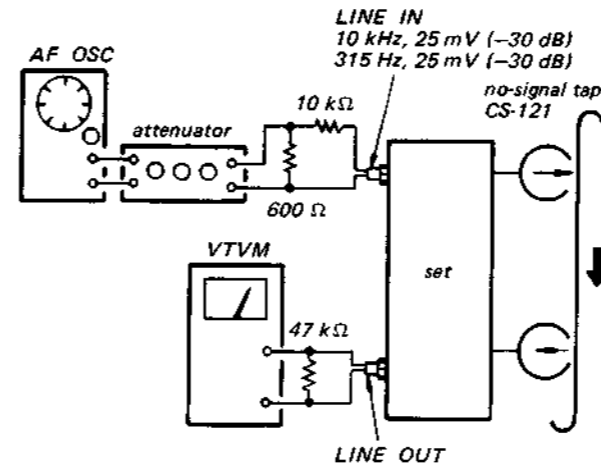 LINE IN
10 kHz, 25 mV (−30 dB)
315 Hz, 25 mV (−30 dB)
AF OSC
no-signal tap
CS-121
10 kΩ
attenuator
600 Ω
set
VTVM
47 kΩ
LINE OUT